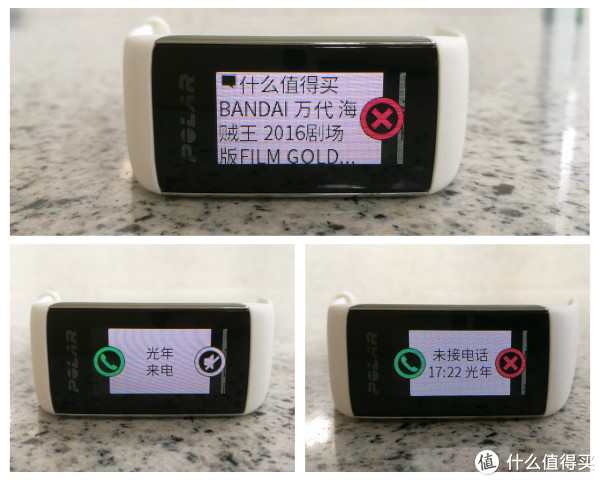 POLAR
什么值得买
BANDAI 万代 海
贼王 2016剧场
版FILM GOLD...
POLAR
光年
来电
POLAR
未接电话
17:22 光年
值 什么值得买